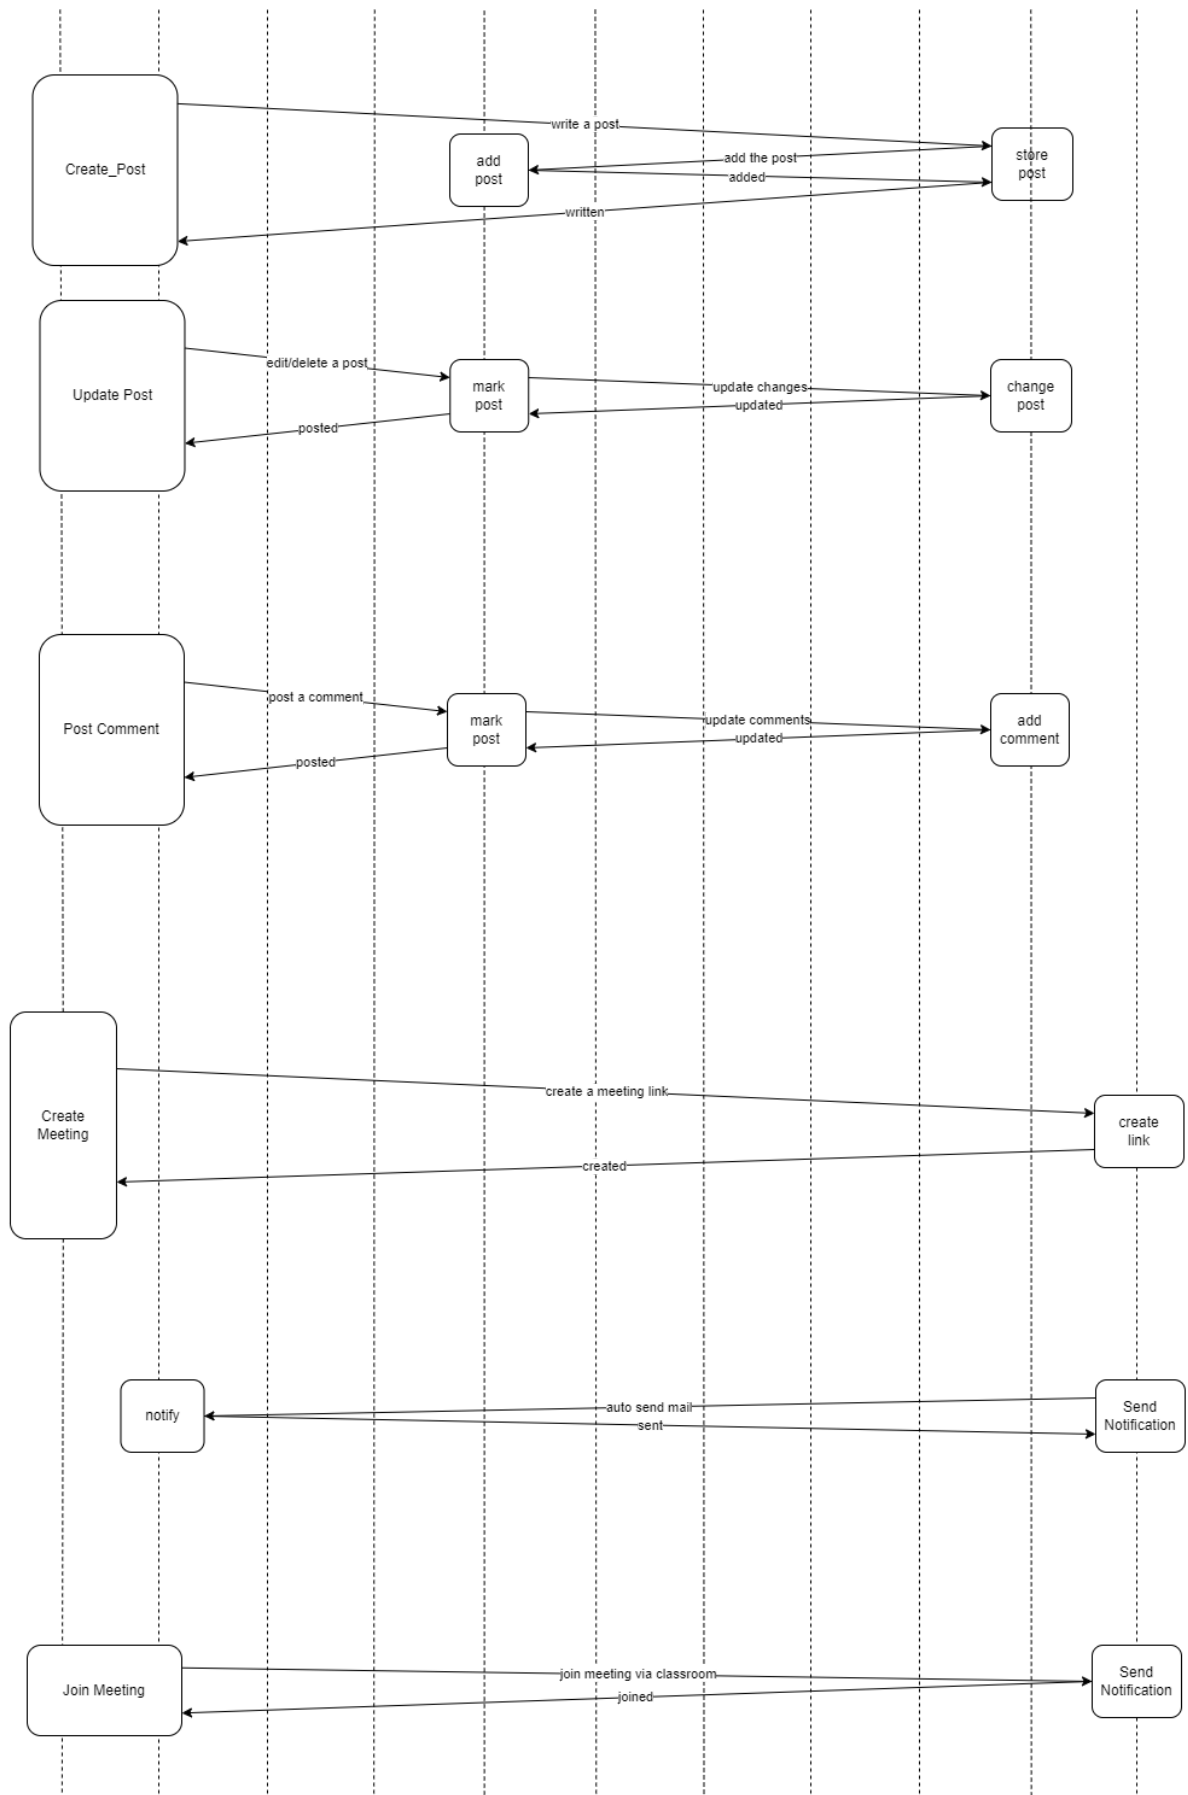 write a post
Create_Post
add
post
add the post
added
store
post
written
Update Post
edit/delete a post
mark
post
update changes
updated
change
post
posted
Post Comment
post a comment
mark
post
update comments
updated
add
comment
posted
Create
Meeting
create a meeting link
create
link
created
notify
auto send mail
sent
Send
Notification
Join Meeting
join meeting via classroom
joined
Send
Notification